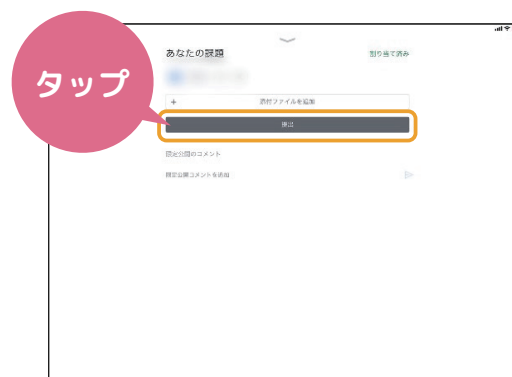 タップ
あなたの課題
割り当て済み
+ 添付ファイルを追加
提出
限定公開のコメント
限定公開コメントを追加